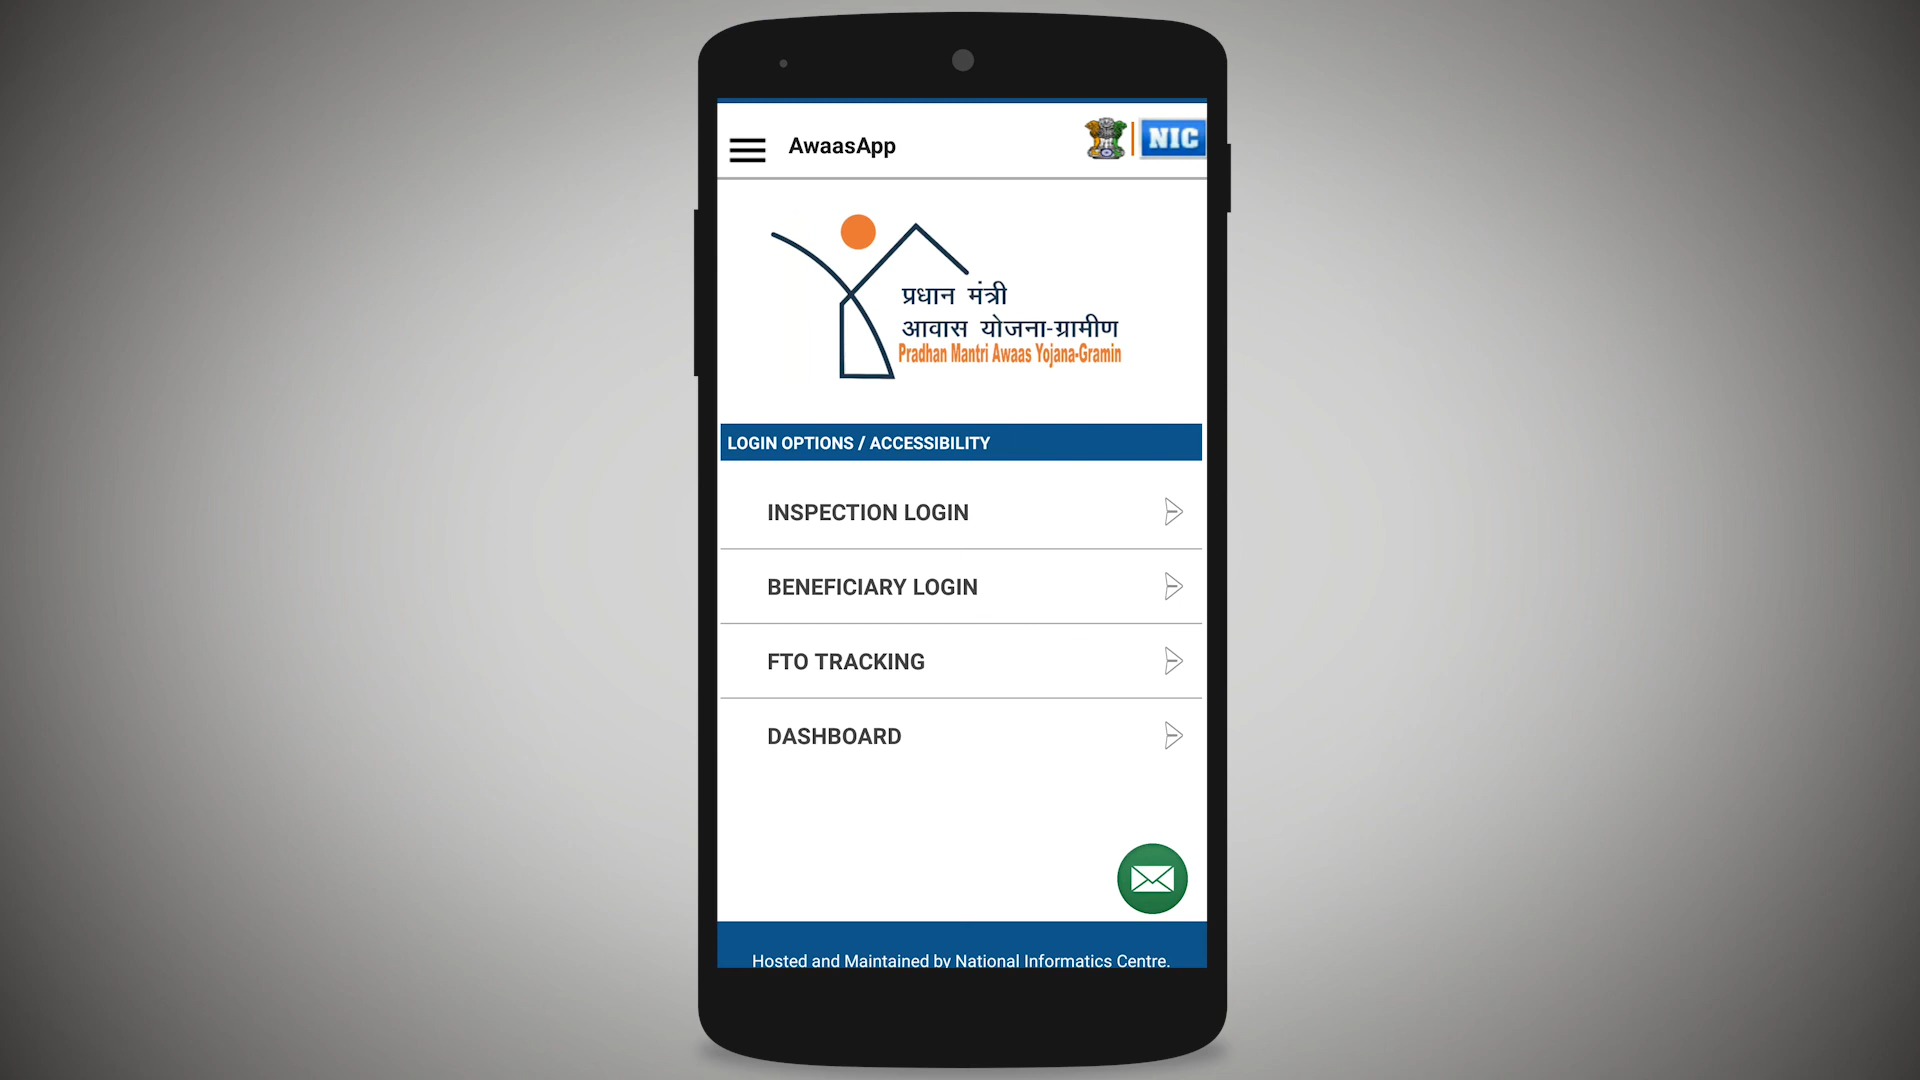 AwaasApp
NIC
प्रधान मंत्री
आवास योजना-ग्रामीण
Pradhan Mantri Awaas Yojana-Gramin
LOGIN OPTIONS / ACCESSIBILITY
INSPECTION LOGIN
BENEFICIARY LOGIN
FTO TRACKING
DASHBOARD
Hosted and Maintained by National Informatics Centre.